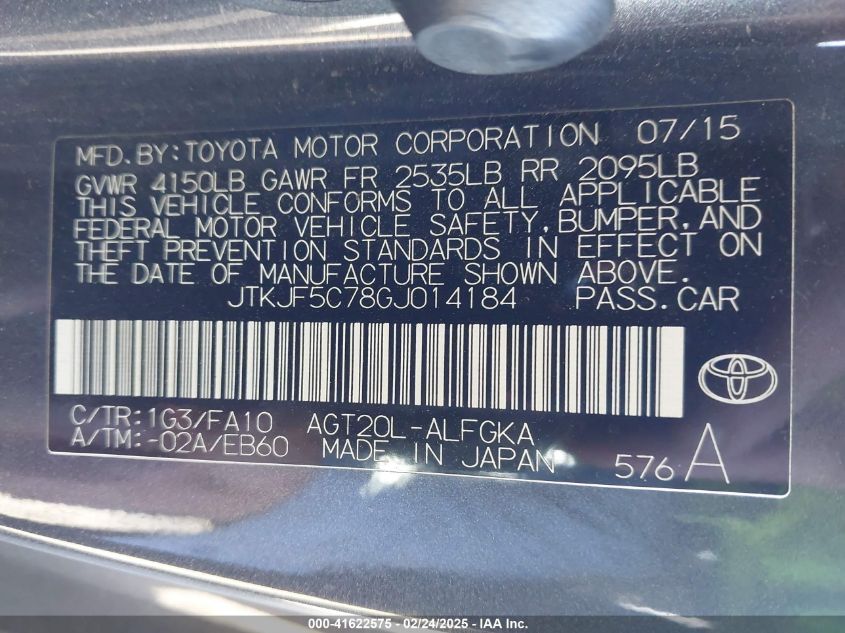 MFD.BY:TOYOTA MOTOR CORPORATION 07/15
GVWR 4150LB GAWR FR 2535LB RR 2095LB
THIS VEHICLE CONFORMS TO ALL APPLICABLE
FEDERAL MOTOR VEHICLE SAFETY,BUMPER,AND
THEFT PREVENTION STANDARDS IN EFFECT ON
THE DATE OF MANUFACTURE SHOWN ABOVE.
JTKJF5C78GJ014184 PASS.CAR
C/TR:1G3/FA10 AGT20L-ALFGKA
A/TM:-02A/EB60 MADE IN JAPAN 576 A
000-41622575 - 02/24/2025 - IAA Inc.